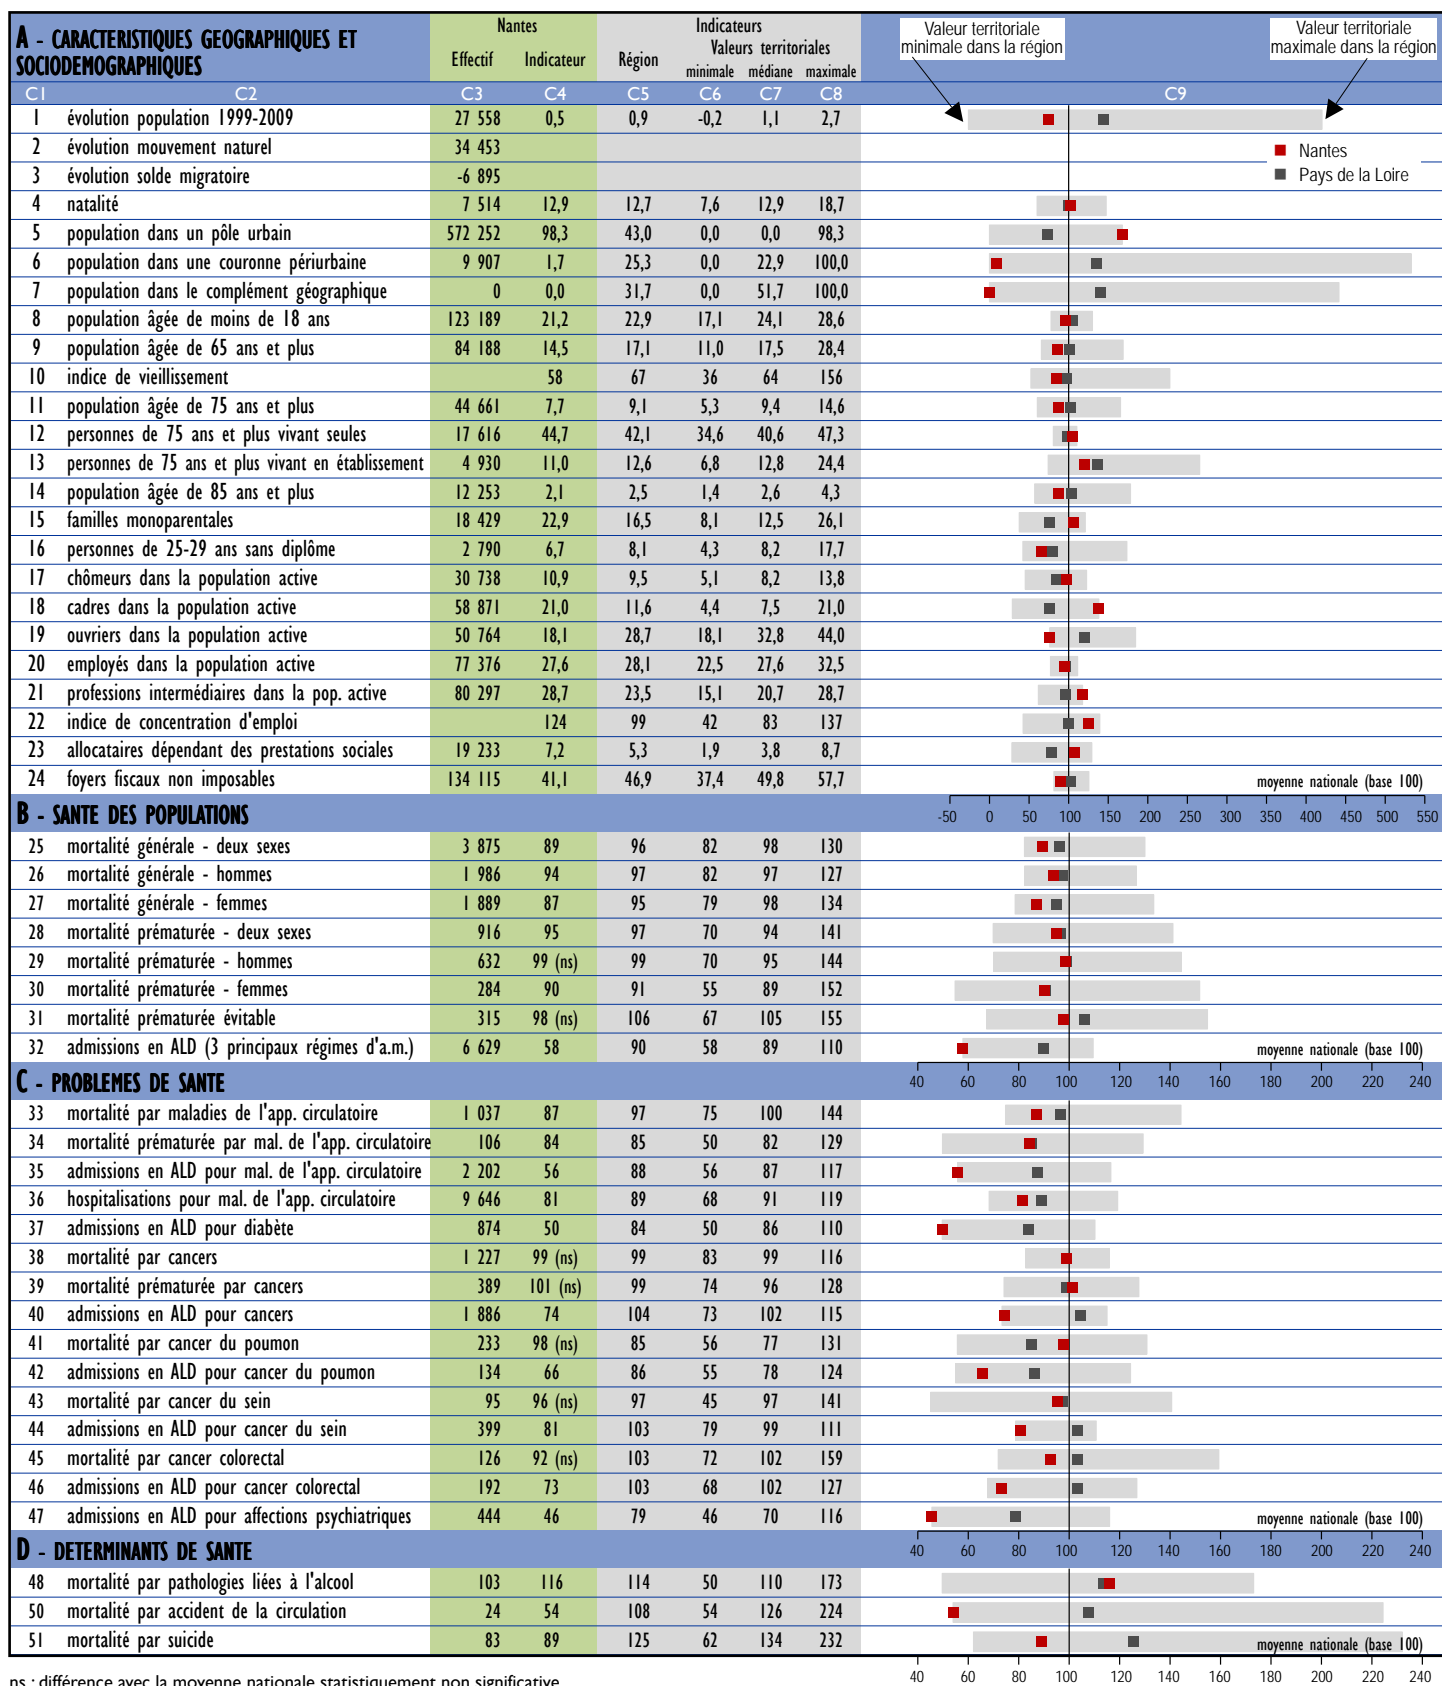 A - CARACTERISTIQUES GEOGRAPHIQUES ET SOCIODEMOGRAPHIQUES
Nantes
Effectif Indicateur
Indicateurs
Région
Valeurs territoriales
minimale médiane maximale
Valeur territoriale minimale dans la région
Valeur territoriale maximale dans la région
C1 C2 C3 C4 C5 C6 C7 C8 C9
1 évolution population 1999-2009 27 558 0,5 0,9 -0,2 1,1 2,7
2 évolution mouvement naturel 34 453
Nantes
3 évolution solde migratoire -6 895
Pays de la Loire
4 natalité 7 514 12,9 12,7 7,6 12,9 18,7
5 population dans un pôle urbain 572 252 98,3 43,0 0,0 0,0 98,3
6 population dans une couronne périurbaine 9 907 1,7 25,3 0,0 22,9 100,0
7 population dans le complément géographique 0 0,0 31,7 0,0 51,7 100,0
8 population âgée de moins de 18 ans 123 189 21,2 22,9 17,1 24,1 28,6
9 population âgée de 65 ans et plus 84 188 14,5 17,1 11,0 17,5 28,4
10 indice de vieillissement 58 67 36 64 156
11 population âgée de 75 ans et plus 44 661 7,7 9,1 5,3 9,4 14,6
12 personnes de 75 ans et plus vivant seules 17 616 44,7 42,1 34,6 40,6 47,3
13 personnes de 75 ans et plus vivant en établissement 4 930 11,0 12,6 6,8 12,8 24,4
14 population âgée de 85 ans et plus 12 253 2,1 2,5 1,4 2,6 4,3
15 familles monoparentales 18 429 22,9 16,5 8,1 12,5 26,1
16 personnes de 25-29 ans sans diplôme 2 790 6,7 8,1 4,3 8,2 17,7
17 chômeurs dans la population active 30 738 10,9 9,5 5,1 8,2 13,8
18 cadres dans la population active 58 871 21,0 11,6 4,4 7,5 21,0
19 ouvriers dans la population active 50 764 18,1 28,7 18,1 32,8 44,0
20 employés dans la population active 77 376 27,6 28,1 22,5 27,6 32,5
21 professions intermédiaires dans la pop. active 80 297 28,7 23,5 15,1 20,7 28,7
22 indice de concentration d'emploi 124 99 42 83 137
23 allocataires dépendant des prestations sociales 19 233 7,2 5,3 1,9 3,8 8,7
24 foyers fiscaux non imposables 134 115 41,1 46,9 37,4 49,8 57,7 moyenne nationale (base 100)
B - SANTE DES POPULATIONS
-50 0 50 100 150 200 250 300 350 400 450 500 550
25 mortalité générale - deux sexes 3 875 89 96 82 98 130
26 mortalité générale - hommes 1 986 94 97 82 97 127
27 mortalité générale - femmes 1 889 87 95 79 98 134
28 mortalité prématurée - deux sexes 916 95 97 70 94 141
29 mortalité prématurée - hommes 632 99 (ns) 99 70 95 144
30 mortalité prématurée - femmes 284 90 91 55 89 152
31 mortalité prématurée évitable 315 98 (ns) 106 67 105 155
32 admissions en ALD (3 principaux régimes d'a.m.) 6 629 58 90 58 89 110 moyenne nationale (base 100)
C - PROBLEMES DE SANTE
40 60 80 100 120 140 160 180 200 220 240
33 mortalité par maladies de l'app. circulatoire 1 037 87 97 75 100 144
34 mortalité prématurée par mal. de l'app. circulatoire 106 84 85 50 82 129
35 admissions en ALD pour mal. de l'app. circulatoire 2 202 56 88 56 87 117
36 hospitalisations pour mal. de l'app. circulatoire 9 646 81 89 68 91 119
37 admissions en ALD pour diabète 874 50 84 50 86 110
38 mortalité par cancers 1 227 99 (ns) 99 83 99 116
39 mortalité prématurée par cancers 389 101 (ns) 99 74 96 128
40 admissions en ALD pour cancers 1 886 74 104 73 102 115
41 mortalité par cancer du poumon 233 98 (ns) 85 56 77 131
42 admissions en ALD pour cancer du poumon 134 66 86 55 78 124
43 mortalité par cancer du sein 95 96 (ns) 97 45 97 141
44 admissions en ALD pour cancer du sein 399 81 103 79 99 111
45 mortalité par cancer colorectal 126 92 (ns) 103 72 102 159
46 admissions en ALD pour cancer colorectal 192 73 103 68 102 127
47 admissions en ALD pour affections psychiatriques 444 46 79 46 70 116 moyenne nationale (base 100)
D - DETERMINANTS DE SANTE
40 60 80 100 120 140 160 180 200 220 240
48 mortalité par pathologies liées à l'alcool 103 116 114 50 110 173
50 mortalité par accident de la circulation 24 54 108 54 126 224
51 mortalité par suicide 83 89 125 62 134 232 moyenne nationale (base 100)
40 60 80 100 120 140 160 180 200 220 240
ns : différence avec la moyenne nationale statistiquement non significative